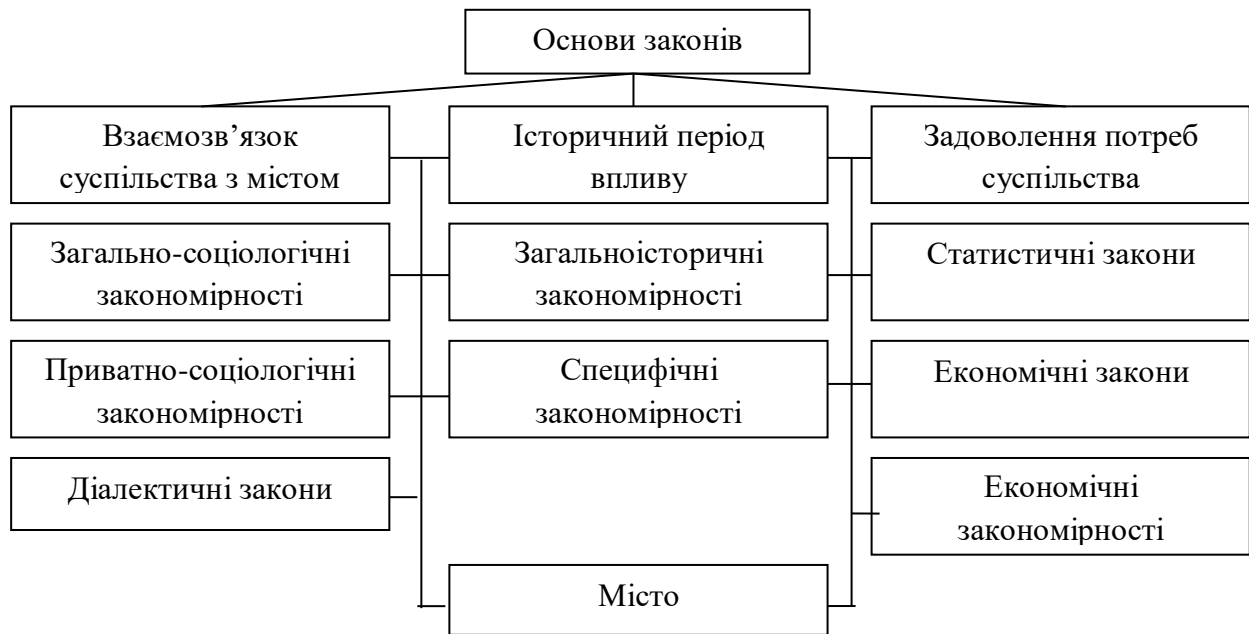 Основи законів
Взаємозв’язок
суспільства з містом
Історичний період
впливу
Задоволення потреб
суспільства
Загально-соціологічні
закономірності
Загальноісторичні
закономірності
Статистичні закони
Приватно-соціологічні
закономірності
Специфічні
закономірності
Економічні закони
Діалектичні закони
Економічні
закономірності
Місто